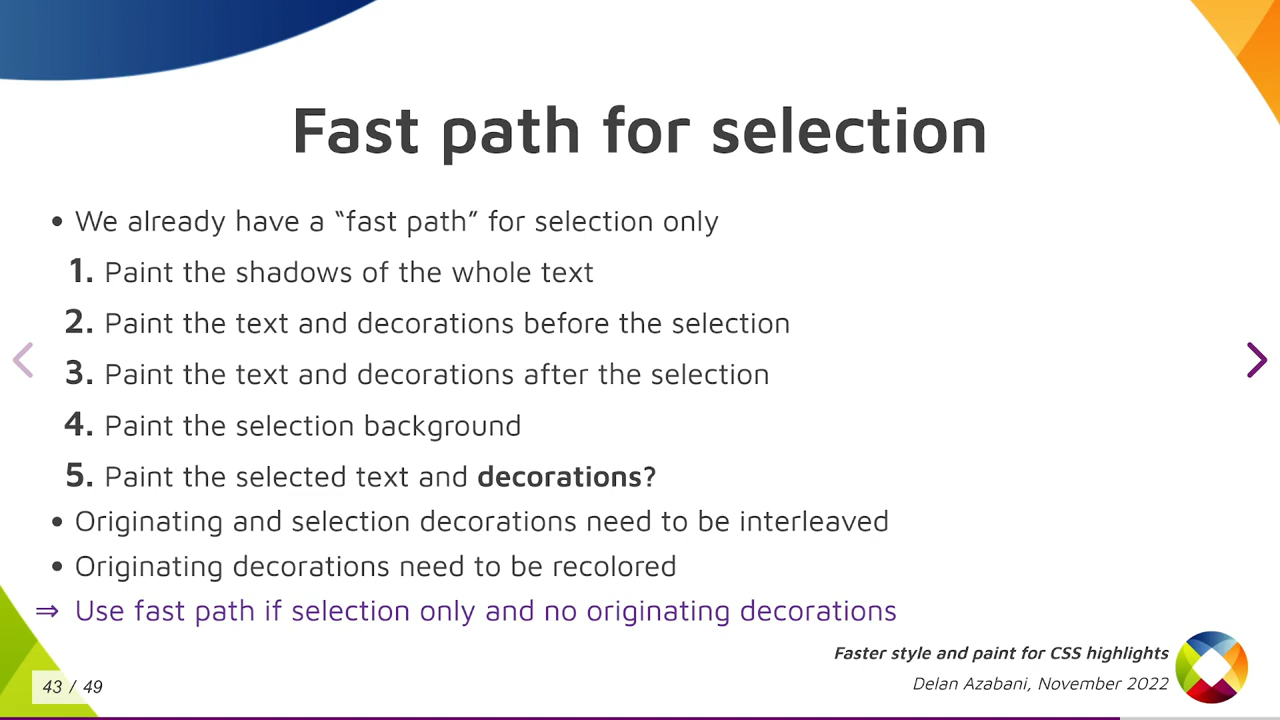 Fast path for selection
• We already have a “fast path” for selection only
1. Paint the shadows of the whole text
2. Paint the text and decorations before the selection
3. Paint the text and decorations after the selection
4. Paint the selection background
5. Paint the selected text and decorations?
• Originating and selection decorations need to be interleaved
• Originating decorations need to be recolored
⇒ Use fast path if selection only and no originating decorations
Faster style and paint for CSS highlights
Delan Azabani, November 2022
43 / 49